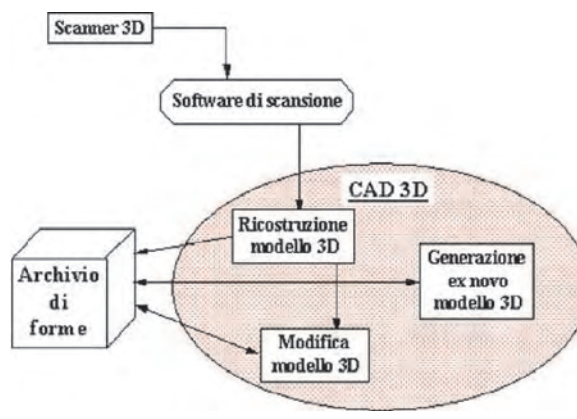 Scanner 3D
Software di scansione
CAD 3D
Ricostruzione
modello 3D
Generazione
ex novo
modello 3D
Archivio
di
forme
Modifica
modello 3D